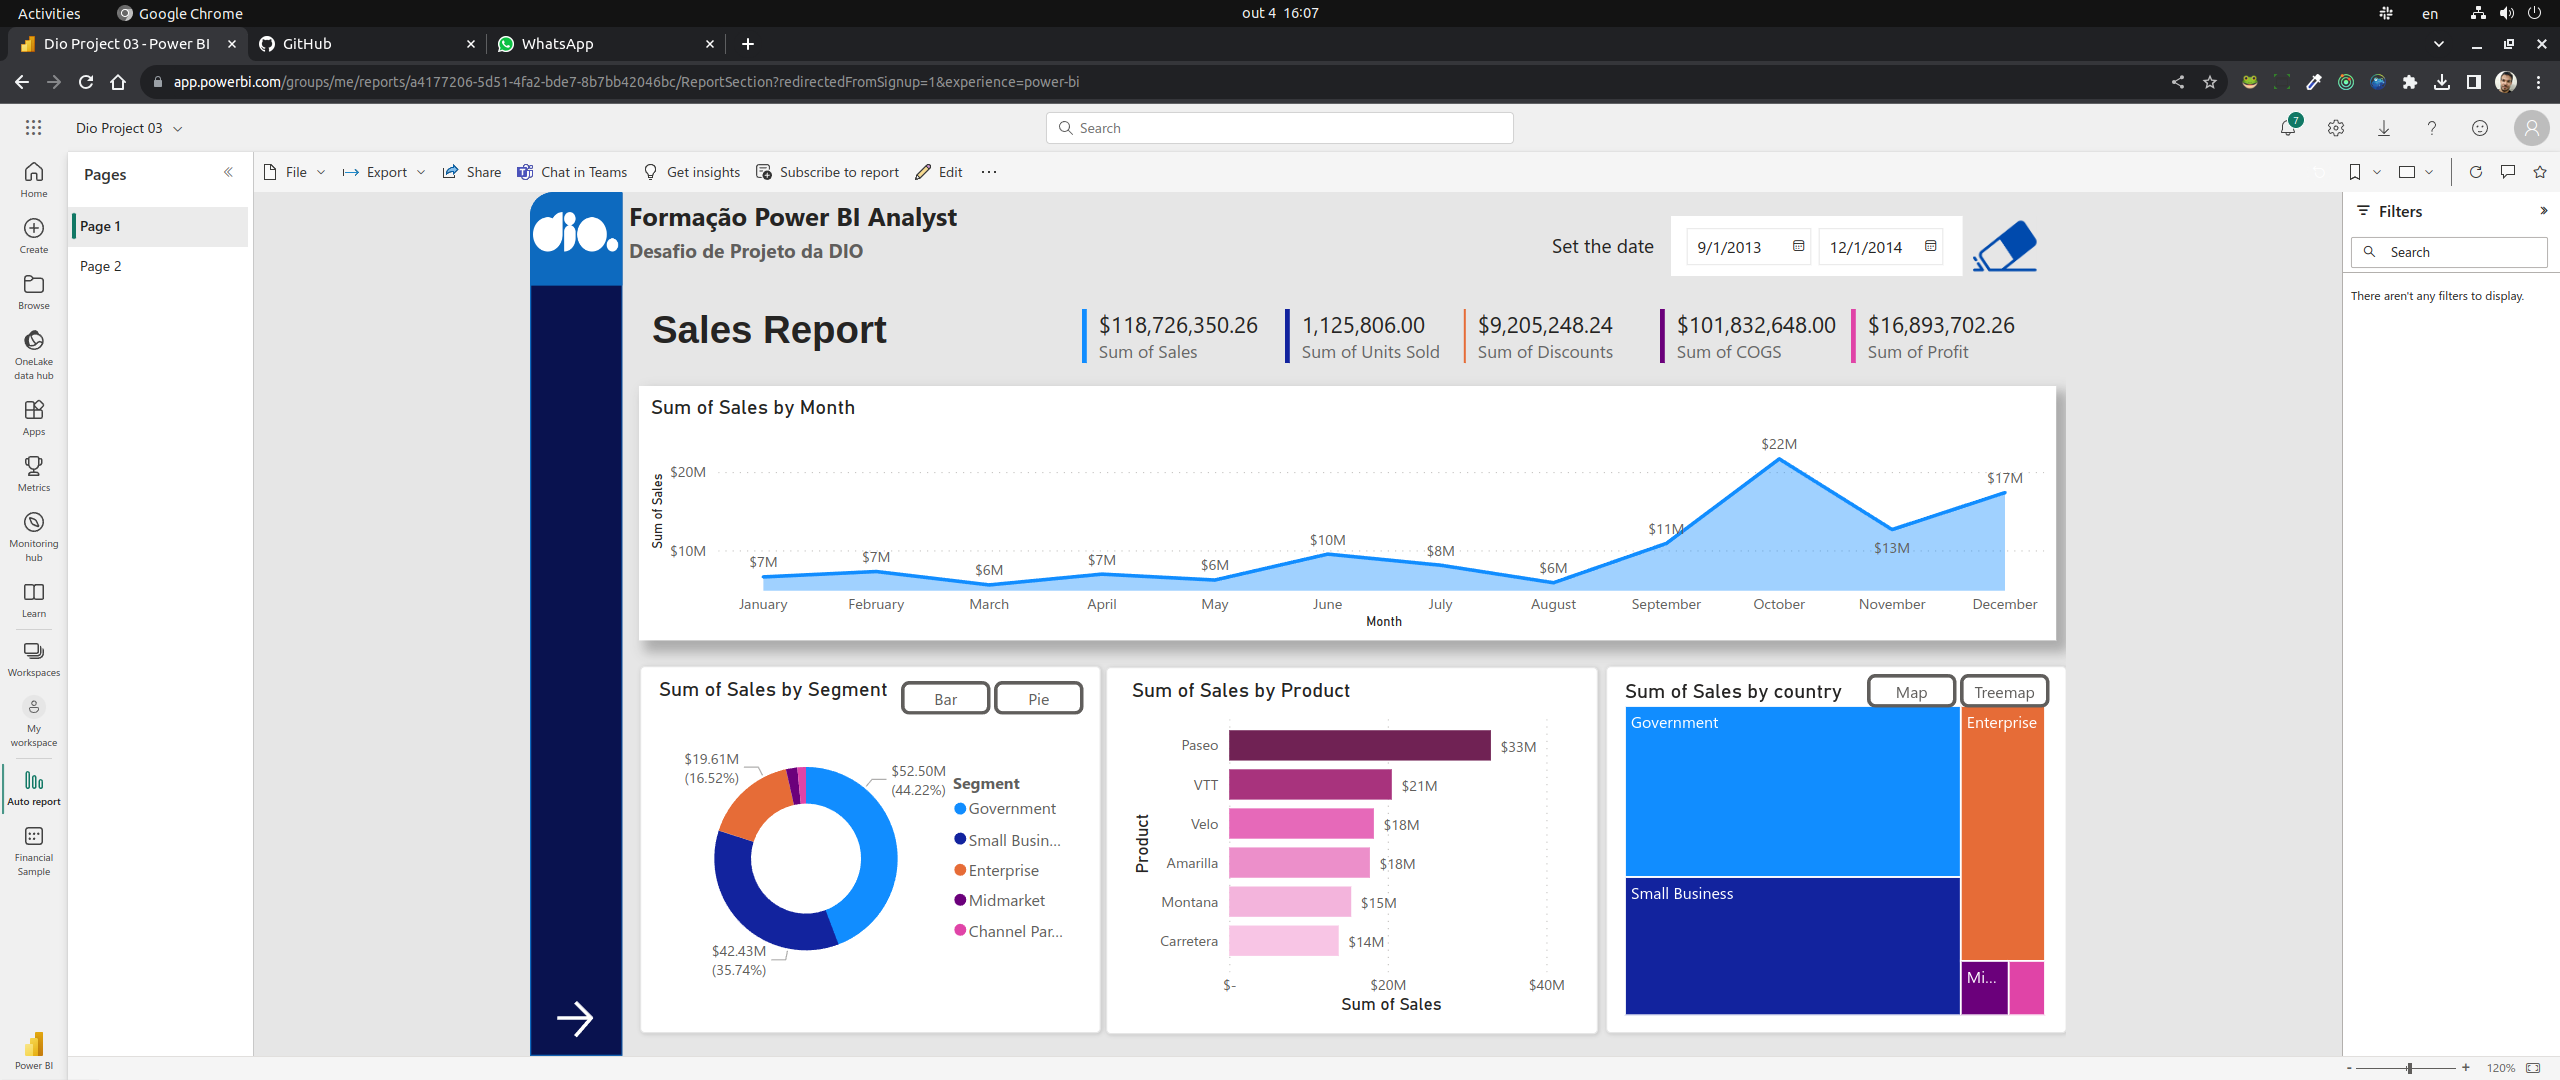 Activities
Google Chrome
out 4 16:07
en
Dio Project 03 - Power BI
GitHub
WhatsApp
app.powerbi.com/groups/me/reports/a4177206-5d51-4fa2-bde7-8b7bb42046bc/ReportSection?redirectedFromSignup=1&experience=power-bi
Dio Project 03
Search
7
Home
Create
Browse
OneLake
data hub
Apps
Metrics
Monitoring
hub
Learn
Workspaces
My
workspace
Auto report
Financial
Sample
Power BI
Pages
Page 1
Page 2
File
Export
Share
Chat in Teams
Get insights
Subscribe to report
Edit
Filters
Search
There aren't any filters to display.
dio.
Formação Power BI Analyst
Desafio de Projeto da DIO
Set the date
9/1/2013
12/1/2014
Sales Report
$118,726,350.26
Sum of Sales
1,125,806.00
Sum of Units Sold
$9,205,248.24
Sum of Discounts
$101,832,648.00
Sum of COGS
$16,893,702.26
Sum of Profit
Sum of Sales by Month
Sum of Sales
$20M
$10M
$7M
$7M
$6M
$7M
$6M
$10M
$8M
$6M
$11M
$22M
$13M
$17M
January
February
March
April
May
June
July
August
September
October
November
December
Month
Sum of Sales by Segment
Bar
Pie
$19.61M
(16.52%)
$52.50M
(44.22%)
$42.43M
(35.74%)
Segment
Government
Small Busin...
Enterprise
Midmarket
Channel Par...
Sum of Sales by Product
Product
Paseo
$33M
VTT
$21M
Velo
$18M
Amarilla
$18M
Montana
$15M
Carretera
$14M
$-
$20M
$40M
Sum of Sales
Sum of Sales by country
Map
Treemap
Government
Enterprise
Small Business
Mi...
120%